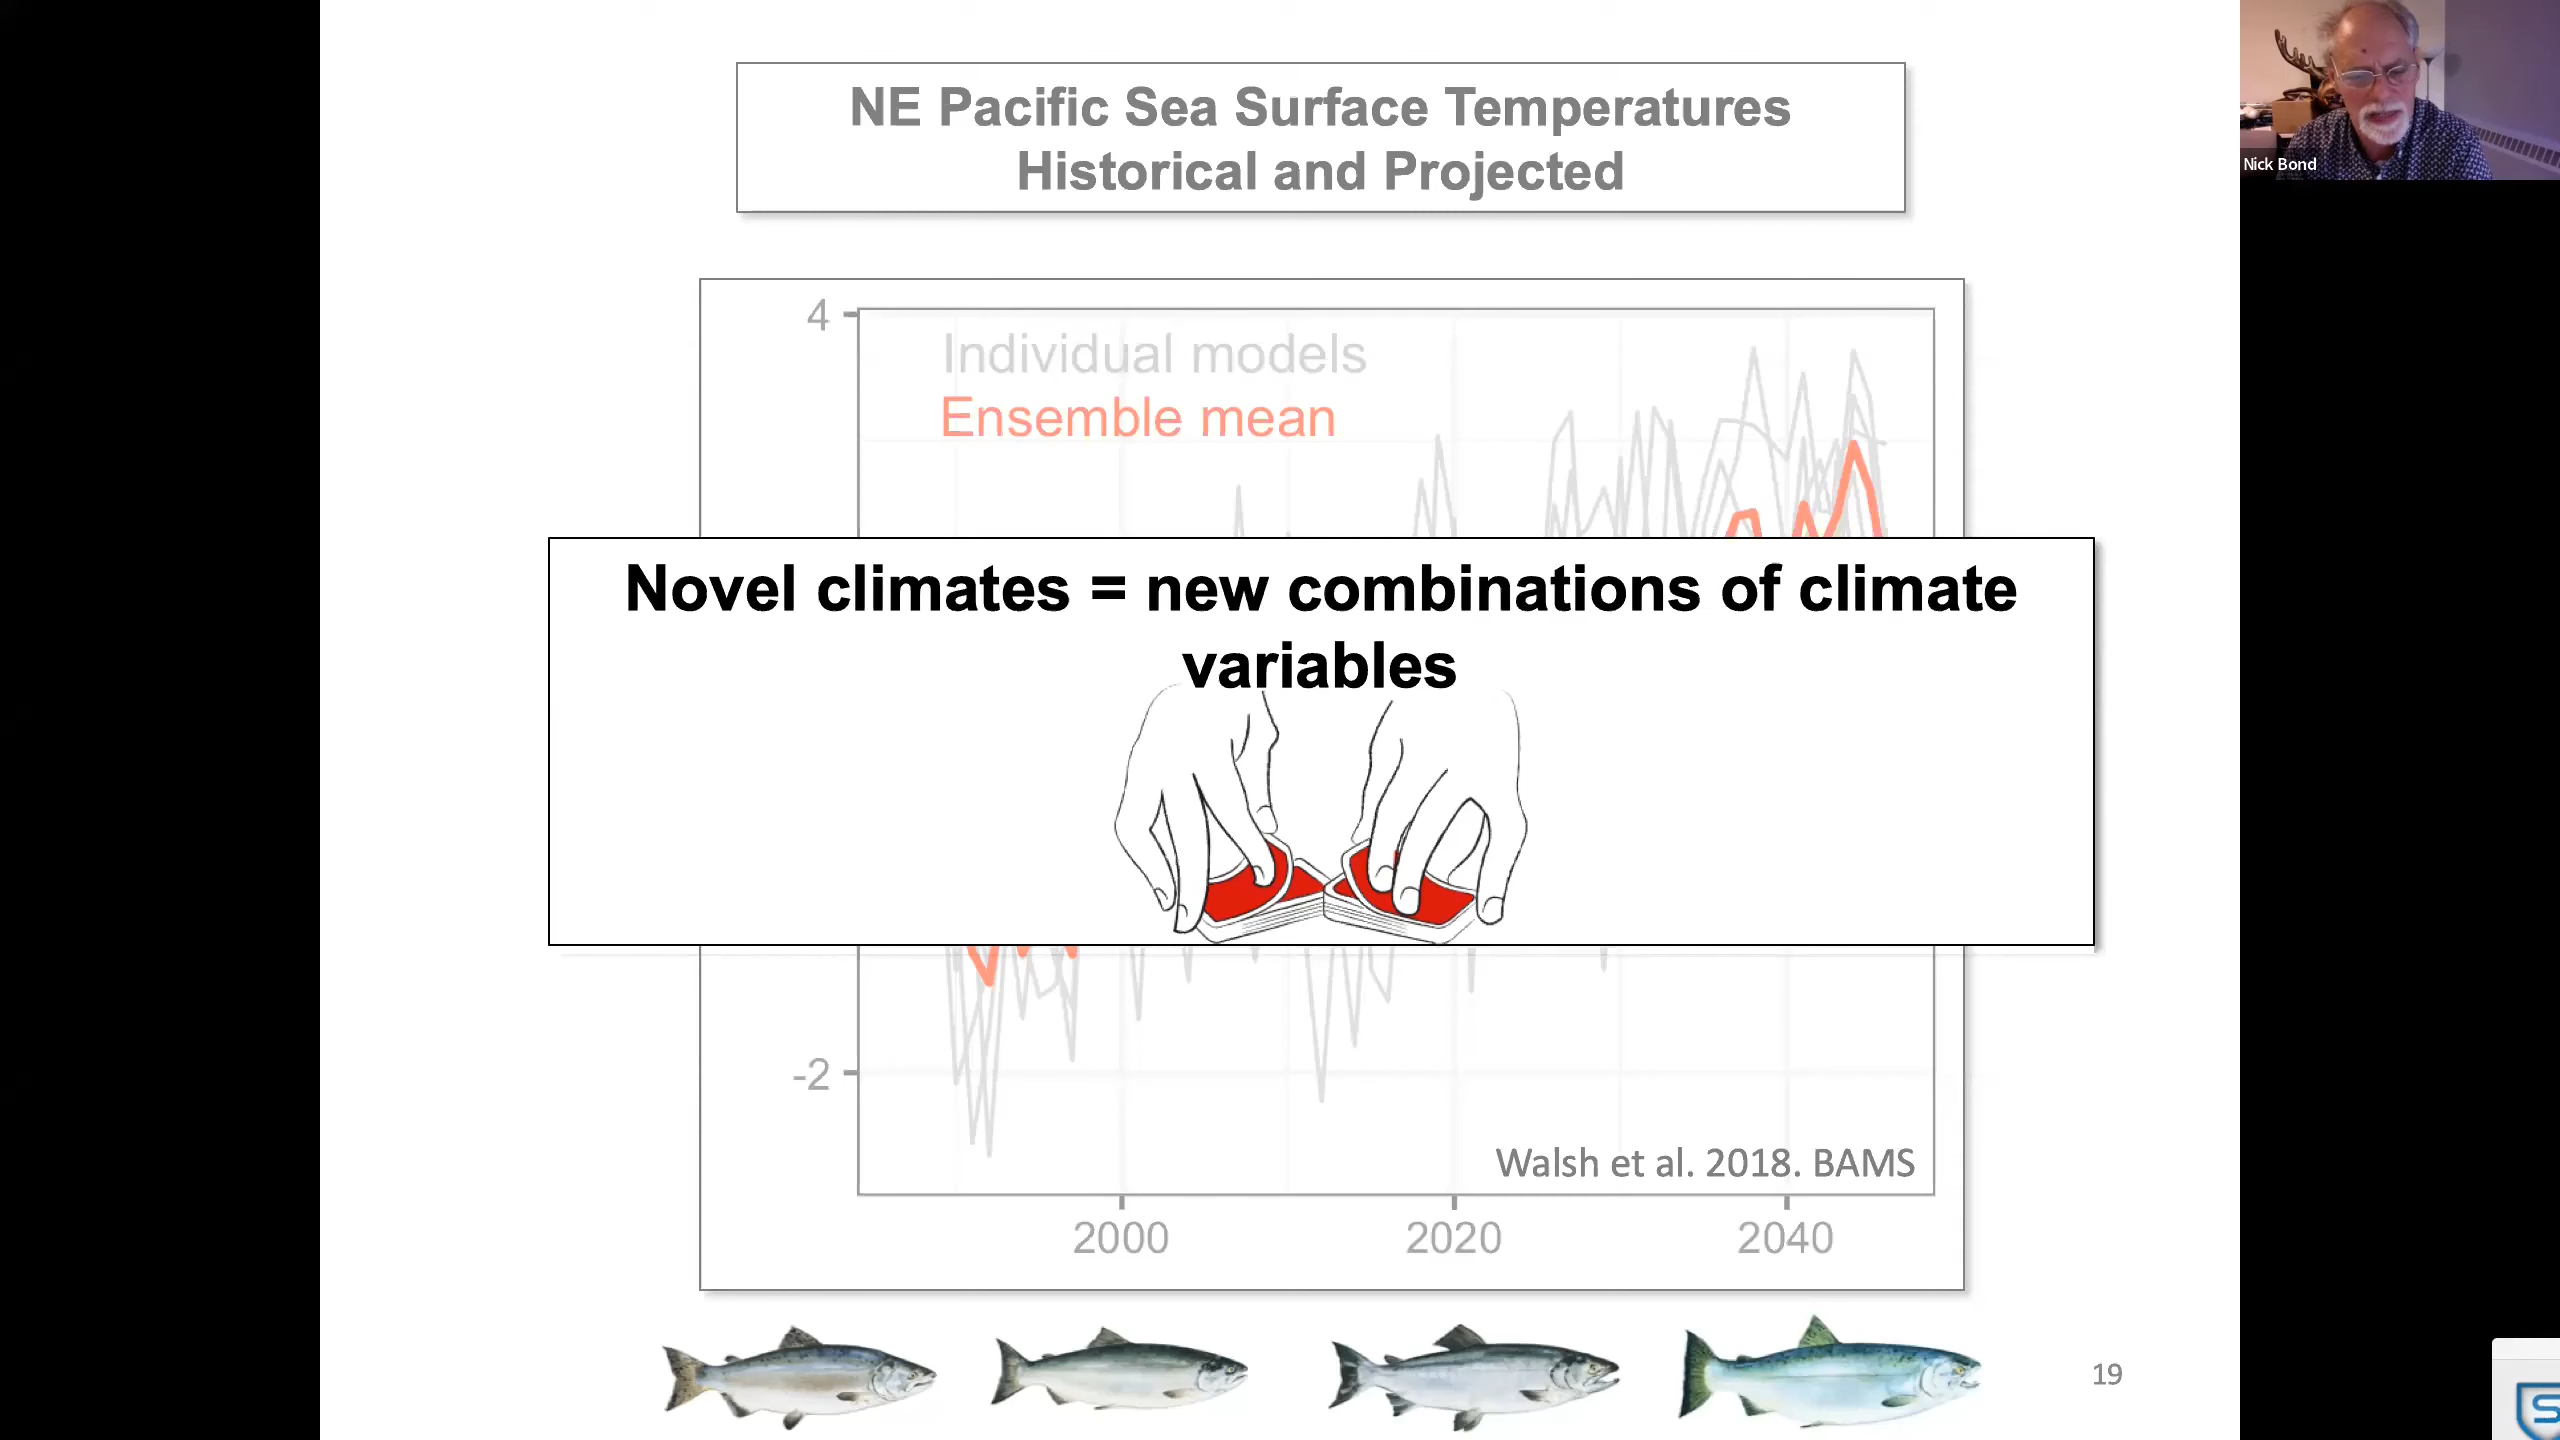 NE Pacific Sea Surface Temperatures
Historical and Projected
Nick Bond
4
Individual models
Ensemble mean
Novel climates = new combinations of climate
variables
-2
Walsh et al. 2018. BAMS
2000 2020 2040
19
S